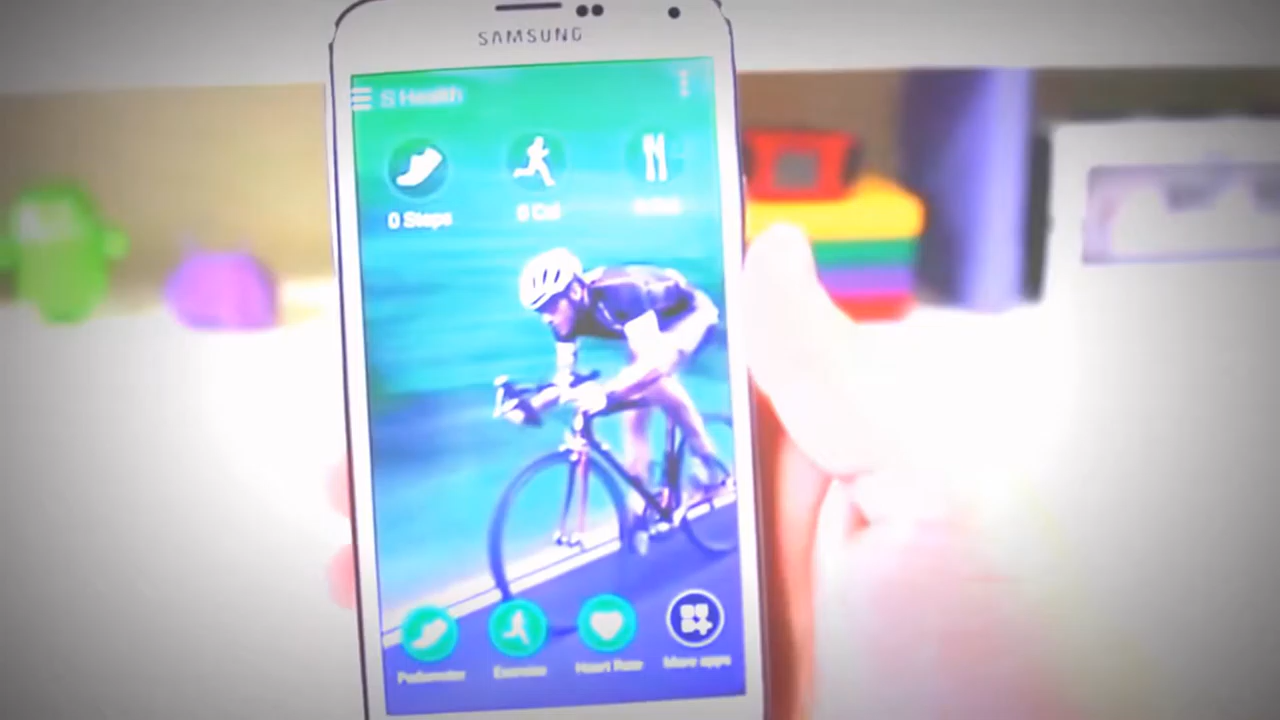 SAMSUNG
S Health
0 Steps
0 Cal
Pedometer
Exercise
Heart Rate
More apps